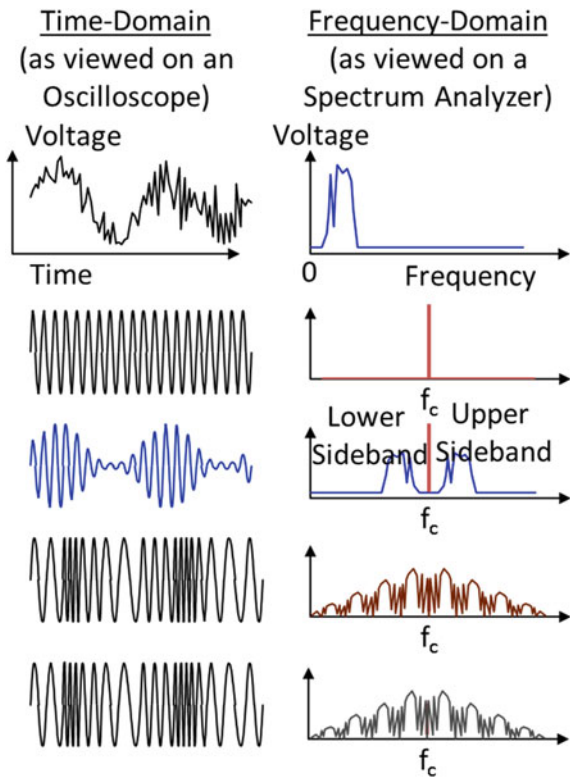 Time-Domain
(as viewed on an
Oscilloscope)
Frequency-Domain
(as viewed on a
Spectrum Analyzer)
Voltage
Voltage
Time
0
Frequency
fc
Lower
Sideband
Upper
Sideband
fc
fc
fc